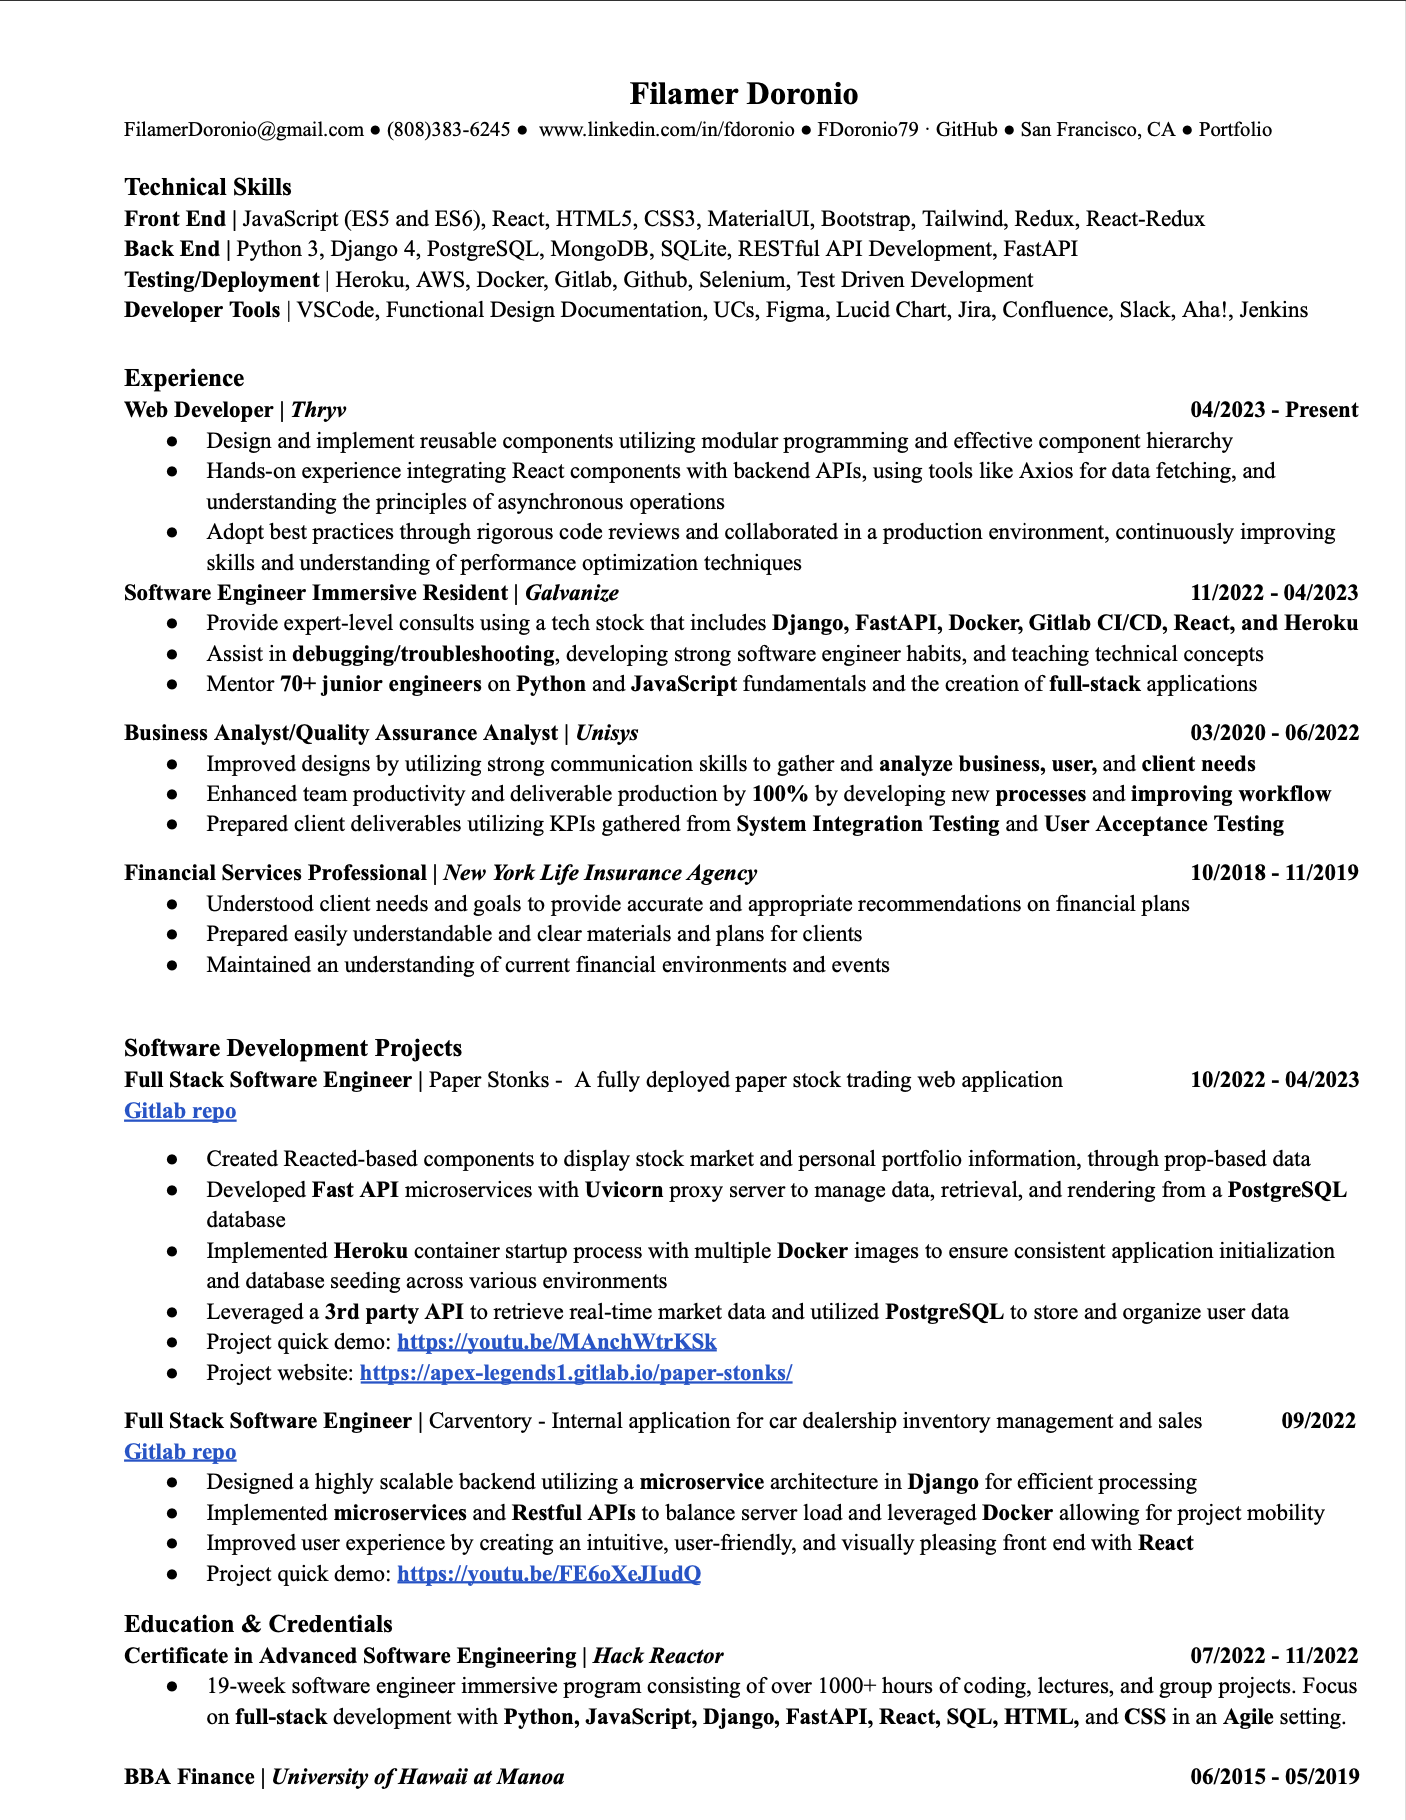 Filamer Doronio
FilamerDoronio@gmail.com ● (808)383-6245 ● www.linkedin.com/in/fdoronio ● FDoronio79 · GitHub ● San Francisco, CA ● Portfolio
Technical Skills
Front End | JavaScript (ES5 and ES6), React, HTML5, CSS3, MaterialUI, Bootstrap, Tailwind, Redux, React-Redux
Back End | Python 3, Django 4, PostgreSQL, MongoDB, SQLite, RESTful API Development, FastAPI
Testing/Deployment | Heroku, AWS, Docker, Gitlab, Github, Selenium, Test Driven Development
Developer Tools | VSCode, Functional Design Documentation, UCs, Figma, Lucid Chart, Jira, Confluence, Slack, Aha!, Jenkins
Experience
Web Developer | Thryv 04/2023 - Present
● Design and implement reusable components utilizing modular programming and effective component hierarchy
● Hands-on experience integrating React components with backend APIs, using tools like Axios for data fetching, and
understanding the principles of asynchronous operations
● Adopt best practices through rigorous code reviews and collaborated in a production environment, continuously improving
skills and understanding of performance optimization techniques
Software Engineer Immersive Resident | Galvanize 11/2022 - 04/2023
● Provide expert-level consults using a tech stack that includes Django, FastAPI, Docker, Gitlab CI/CD, React, and Heroku
● Assist in debugging/troubleshooting, developing strong software engineer habits, and teaching technical concepts
● Mentor 70+ junior engineers on Python and JavaScript fundamentals and the creation of full-stack applications
Business Analyst/Quality Assurance Analyst | Unisys 03/2020 - 06/2022
● Improved designs by utilizing strong communication skills to gather and analyze business, user, and client needs
● Enhanced team productivity and deliverable production by 100% by developing new processes and improving workflow
● Prepared client deliverables utilizing KPIs gathered from System Integration Testing and User Acceptance Testing
Financial Services Professional | New York Life Insurance Agency 10/2018 - 11/2019
● Understood client needs and goals to provide accurate and appropriate recommendations on financial plans
● Prepared easily understandable and clear materials and plans for clients
● Maintained an understanding of current financial environments and events
Software Development Projects
Full Stack Software Engineer | Paper Stonks - A fully deployed paper stock trading web application 10/2022 - 04/2023
Gitlab repo
● Created Reacted-based components to display stock market and personal portfolio information, through prop-based data
● Developed Fast API microservices with Uvicorn proxy server to manage data, retrieval, and rendering from a PostgreSQL
database
● Implemented Heroku container startup process with multiple Docker images to ensure consistent application initialization
and database seeding across various environments
● Leveraged a 3rd party API to retrieve real-time market data and utilized PostgreSQL to store and organize user data
● Project quick demo: https://youtu.be/MAnchWtrKSk
● Project website: https://apex-legends1.gitlab.io/paper-stonks/
Full Stack Software Engineer | Carventory - Internal application for car dealership inventory management and sales 09/2022
Gitlab repo
● Designed a highly scalable backend utilizing a microservice architecture in Django for efficient processing
● Implemented microservices and Restful APIs to balance server load and leveraged Docker allowing for project mobility
● Improved user experience by creating an intuitive, user-friendly, and visually pleasing front end with React
● Project quick demo: https://youtu.be/FE6oXeJIudQ
Education & Credentials
Certificate in Advanced Software Engineering | Hack Reactor 07/2022 - 11/2022
● 19-week software engineer immersive program consisting of over 1000+ hours of coding, lectures, and group projects. Focus
on full-stack development with Python, JavaScript, Django, FastAPI, React, SQL, HTML, and CSS in an Agile setting.
BBA Finance | University of Hawaii at Manoa 06/2015 - 05/2019